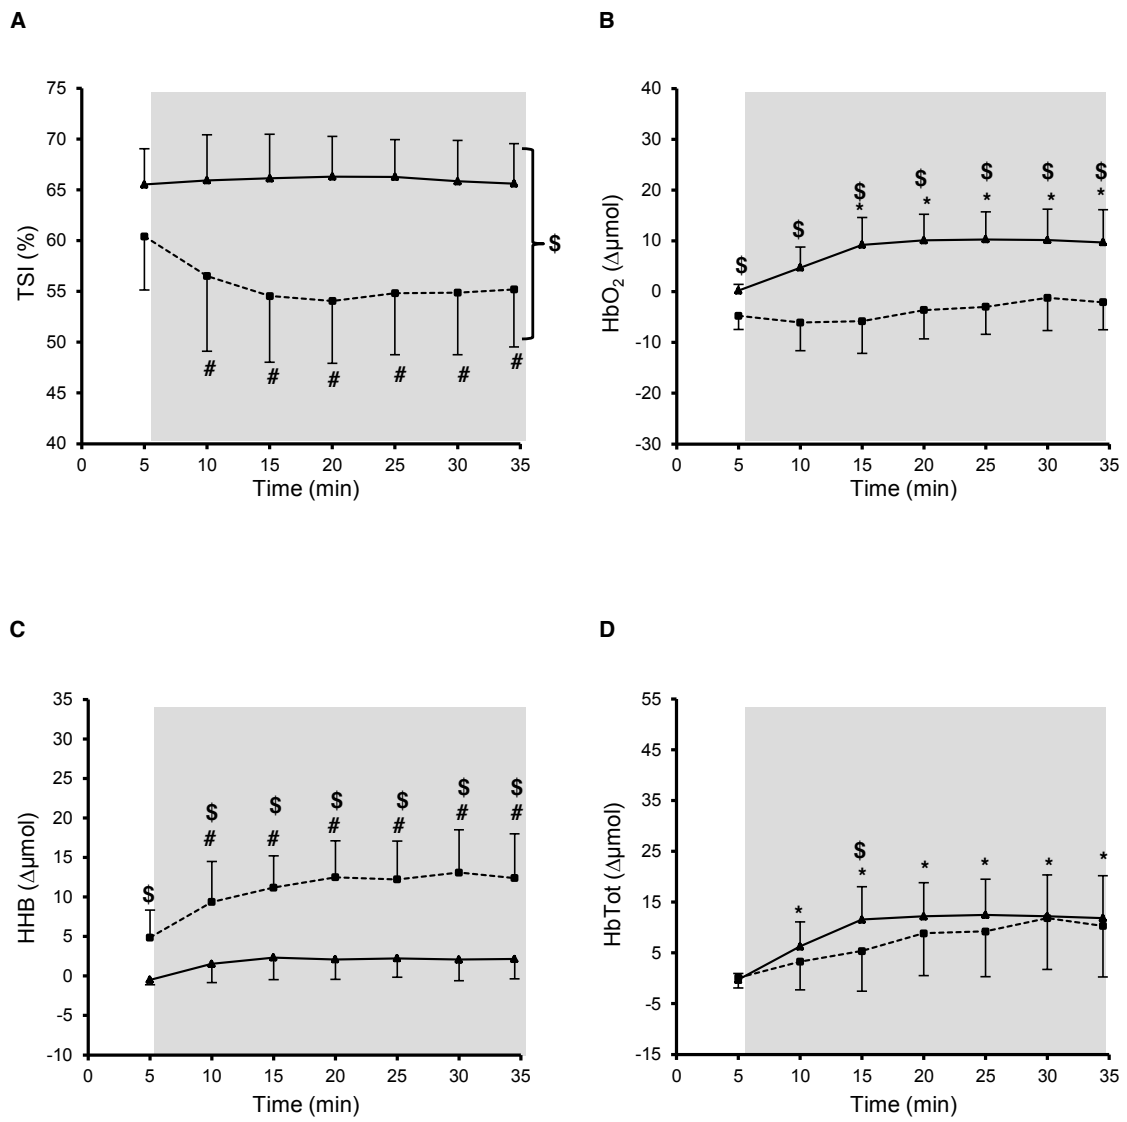 A
TSI (%)
75
70
65
60
55
50
45
40
$
# # # # # #
0 5 10 15 20 25 30 35
Time (min)
B
HbO2 (Δμmol)
40
30
20
10
0
-10
-20
-30
$ $ $ $ $ $ $
* * * * *
0 5 10 15 20 25 30 35
Time (min)
C
HHB (Δμmol)
35
30
25
20
15
10
5
0
-5
-10
$ $ $ $ $ $ $
# # # # # #
0 5 10 15 20 25 30 35
Time (min)
D
HbTot (Δμmol)
55
45
35
25
15
5
-5
-15
$
* * * * * *
0 5 10 15 20 25 30 35
Time (min)